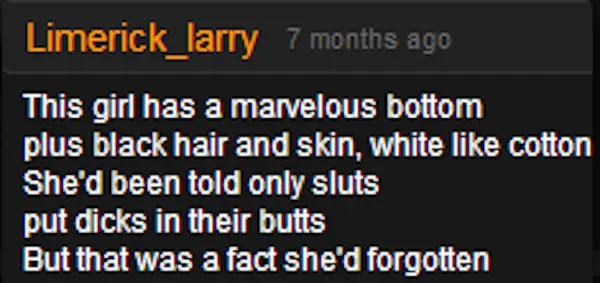 Limerick_larry 7 months ago
This girl has a marvelous bottom
plus black hair and skin, white like cotton
She'd been told only sluts
put dicks in their butts
But that was a fact she'd forgotten